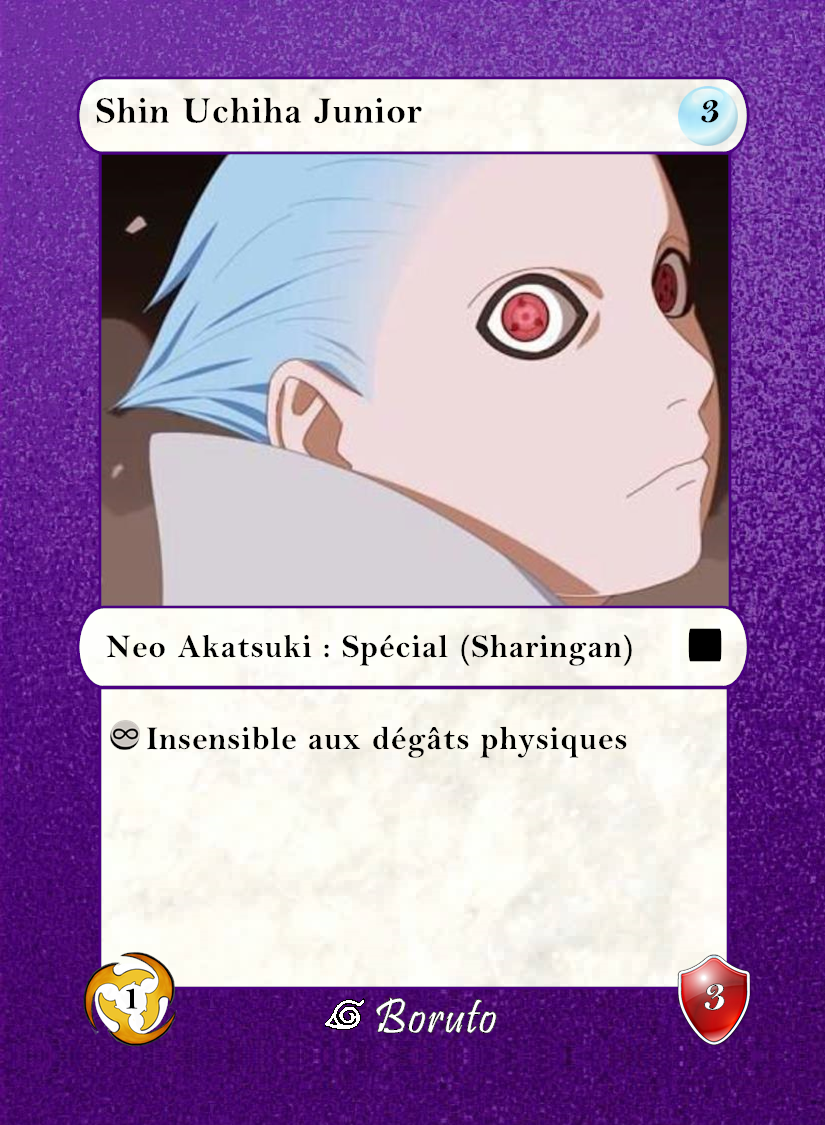 Shin Uchiha Junior
3
Neo Akatsuki : Spécial (Sharingan)
∞ Insensible aux dégâts physiques
1
Boruto
3